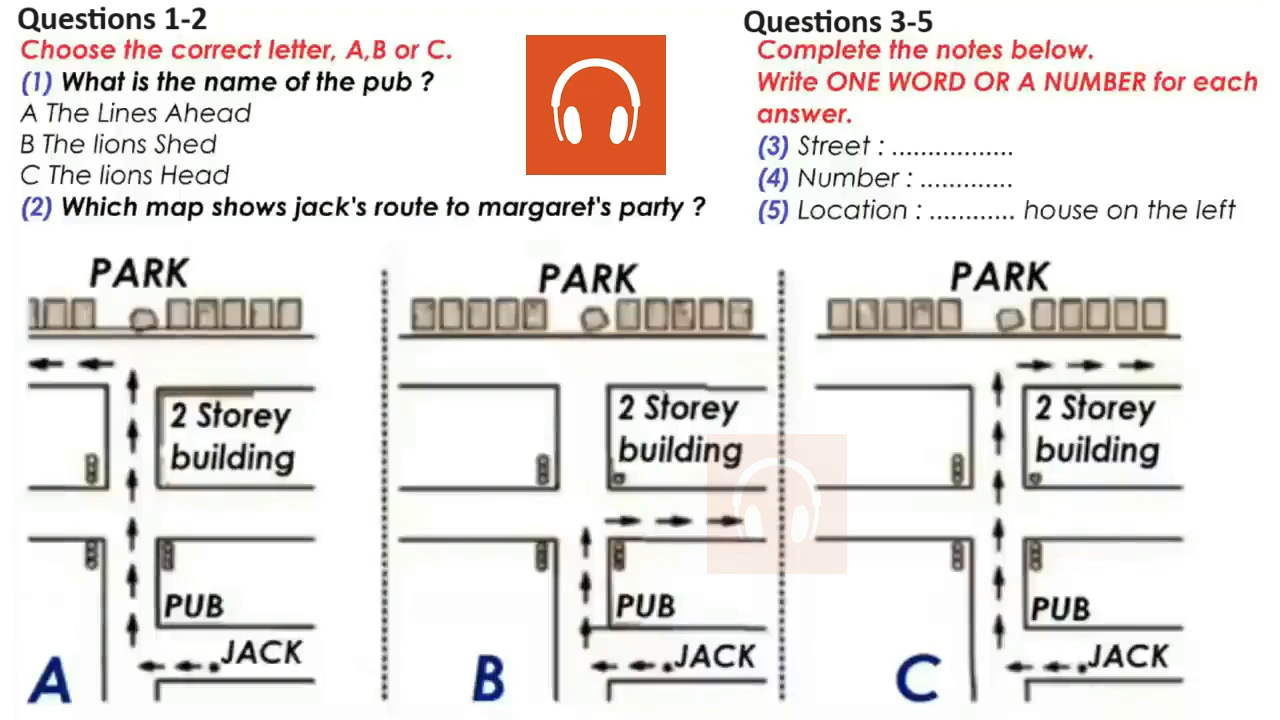 Questions 1-2
Choose the correct letter, A,B or C.
(1) What is the name of the pub ?
A The Lines Ahead
B The lions Shed
C The lions Head
(2) Which map shows jack's route to margaret's party ?
Questions 3-5
Complete the notes below.
Write ONE WORD OR A NUMBER for each
answer.
(3) Street : .................
(4) Number : .............
(5) Location : ............ house on the left
PARK
2 Storey
building
PUB
JACK
A
PARK
2 Storey
building
PUB
JACK
B
PARK
2 Storey
building
PUB
JACK
C